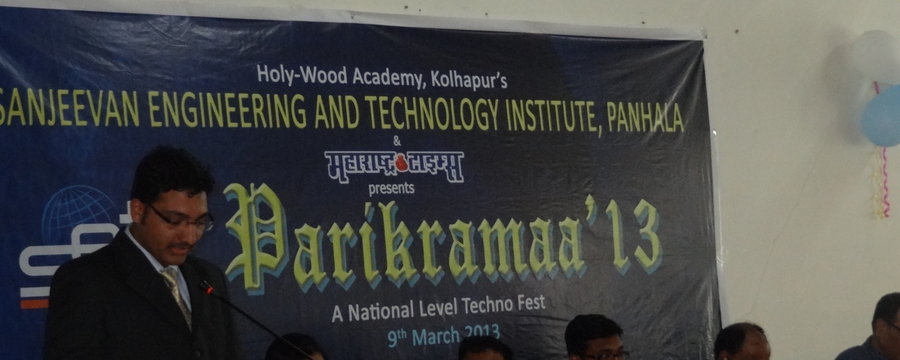 Holy-Wood Academy, Kolhapur's
SANJEEVAN ENGINEERING AND TECHNOLOGY INSTITUTE, PANHALA
&
महाराष्ट्र टाइम्स
presents
Parikramaa'13
A National Level Techno Fest
9th March 2013